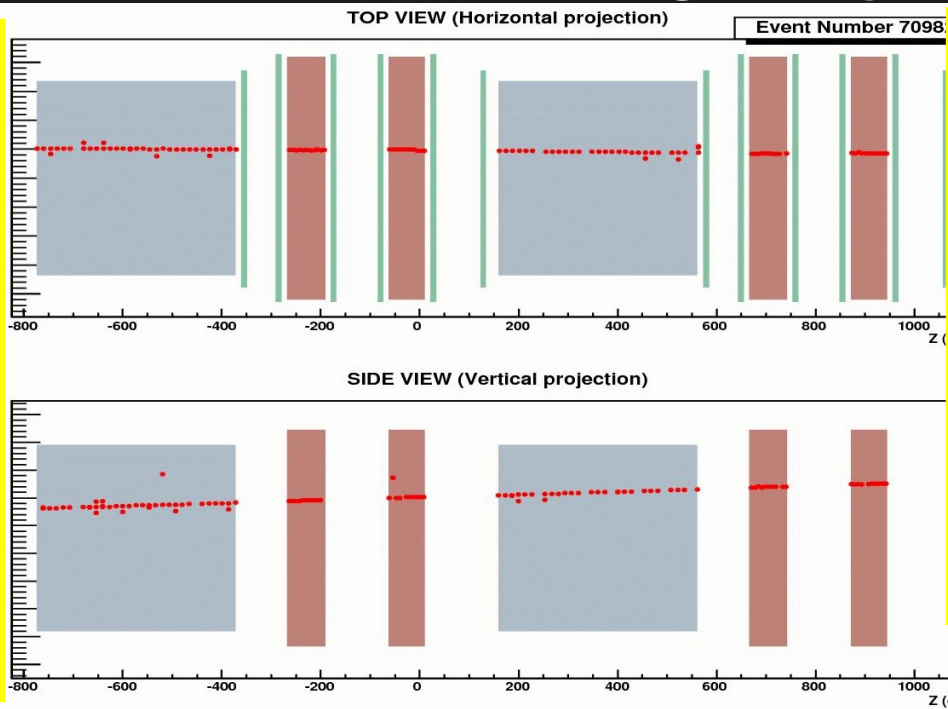 TOP VIEW (Horizontal projection)
Event Number 7098
-800 -600 -400 -200 0 200 400 600 800 1000
Z (
SIDE VIEW (Vertical projection)
-800 -600 -400 -200 0 200 400 600 800 1000
Z (